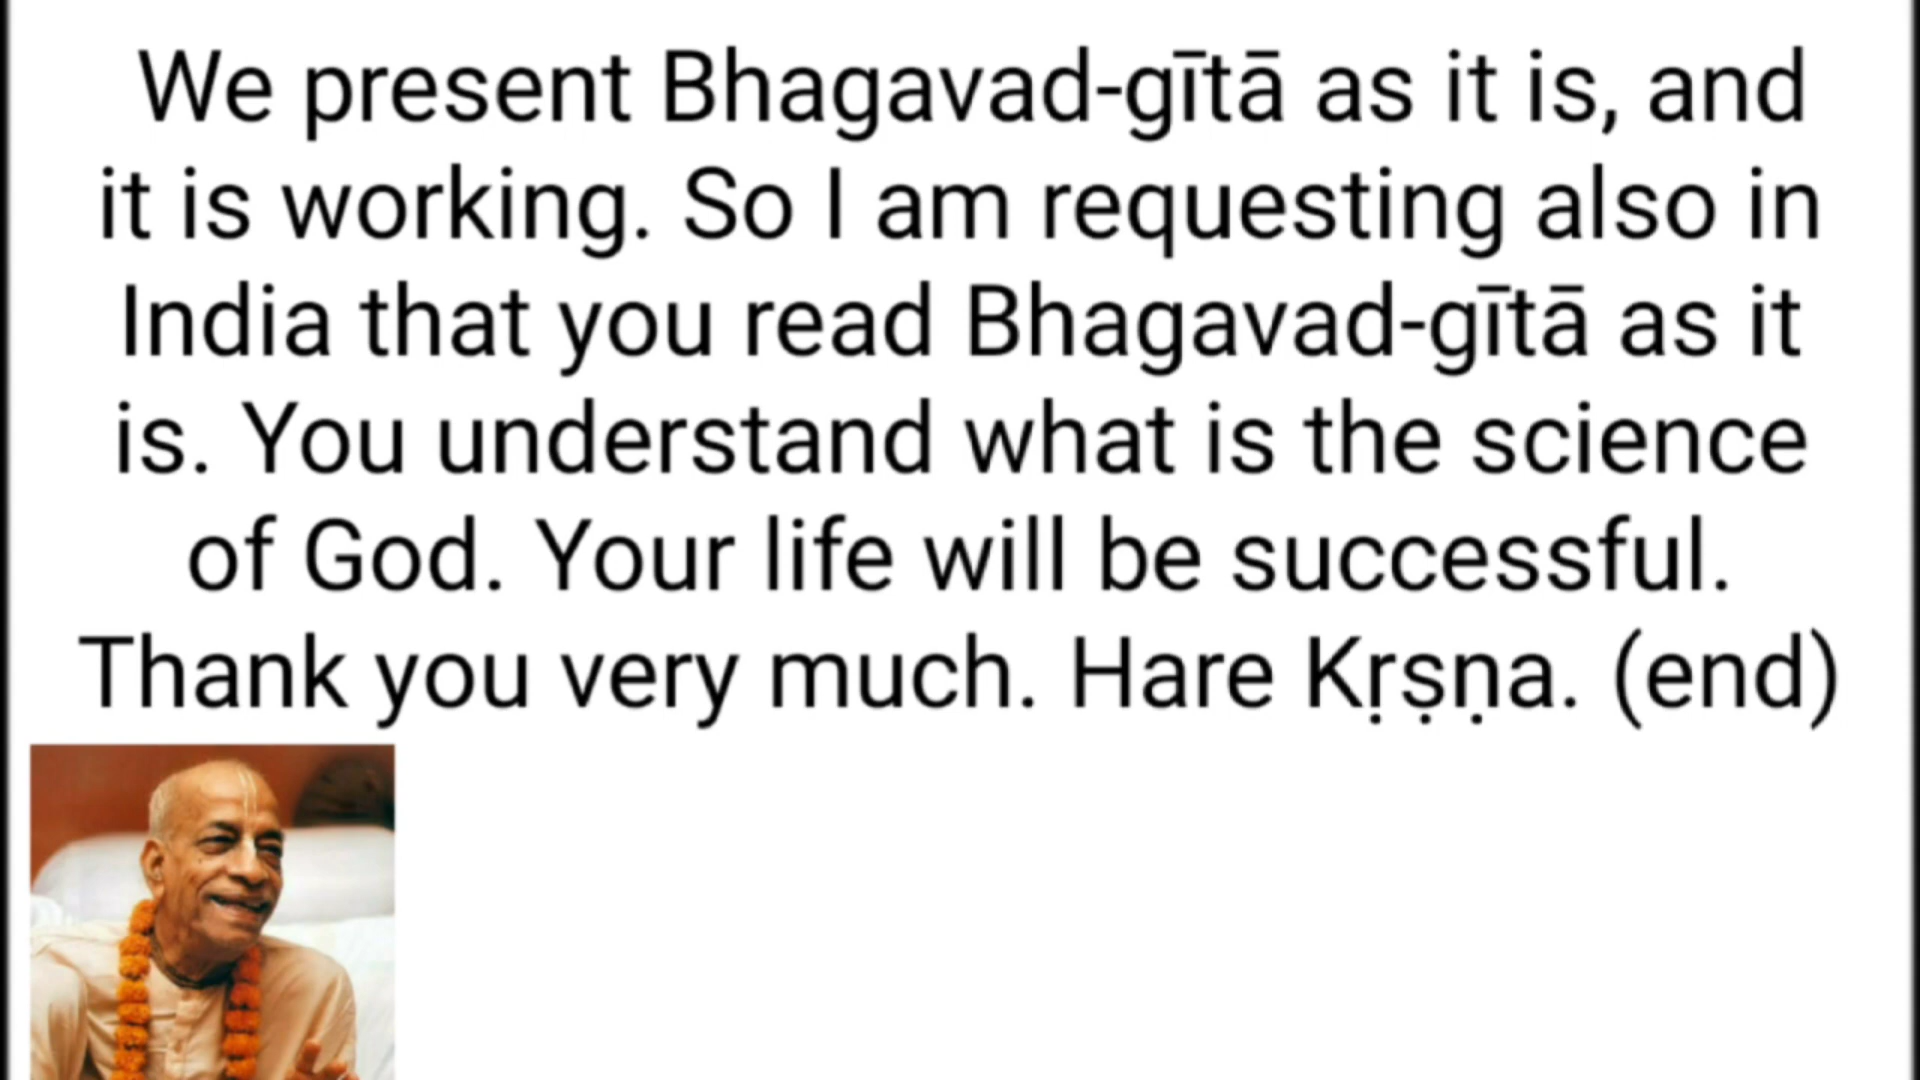 We present Bhagavad-gītā as it is, and
it is working. So I am requesting also in
India that you read Bhagavad-gītā as it
is. You understand what is the science
of God. Your life will be successful.
Thank you very much. Hare Kṛṣṇa. (end)